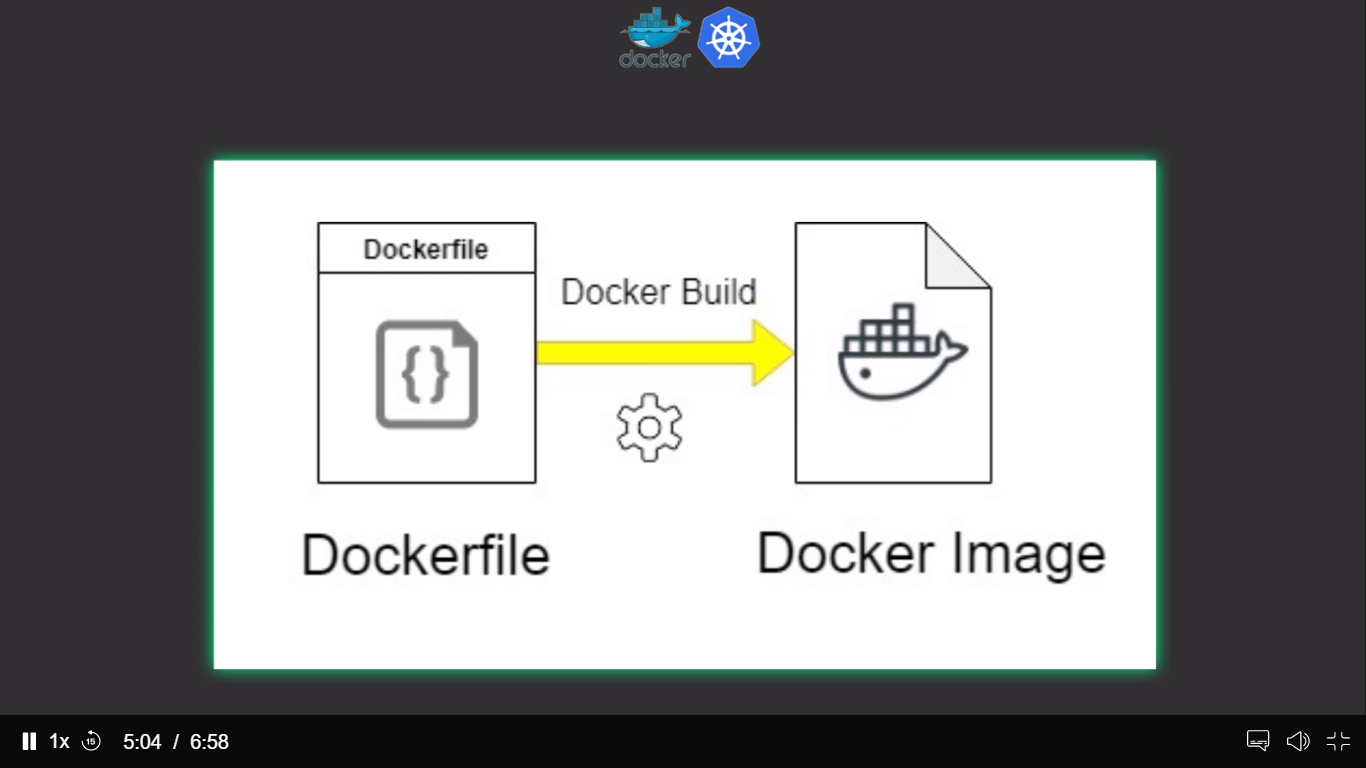 docker
Dockerfile
Docker Build
{}
Dockerfile
Docker Image
1x
15
5:04 / 6:58